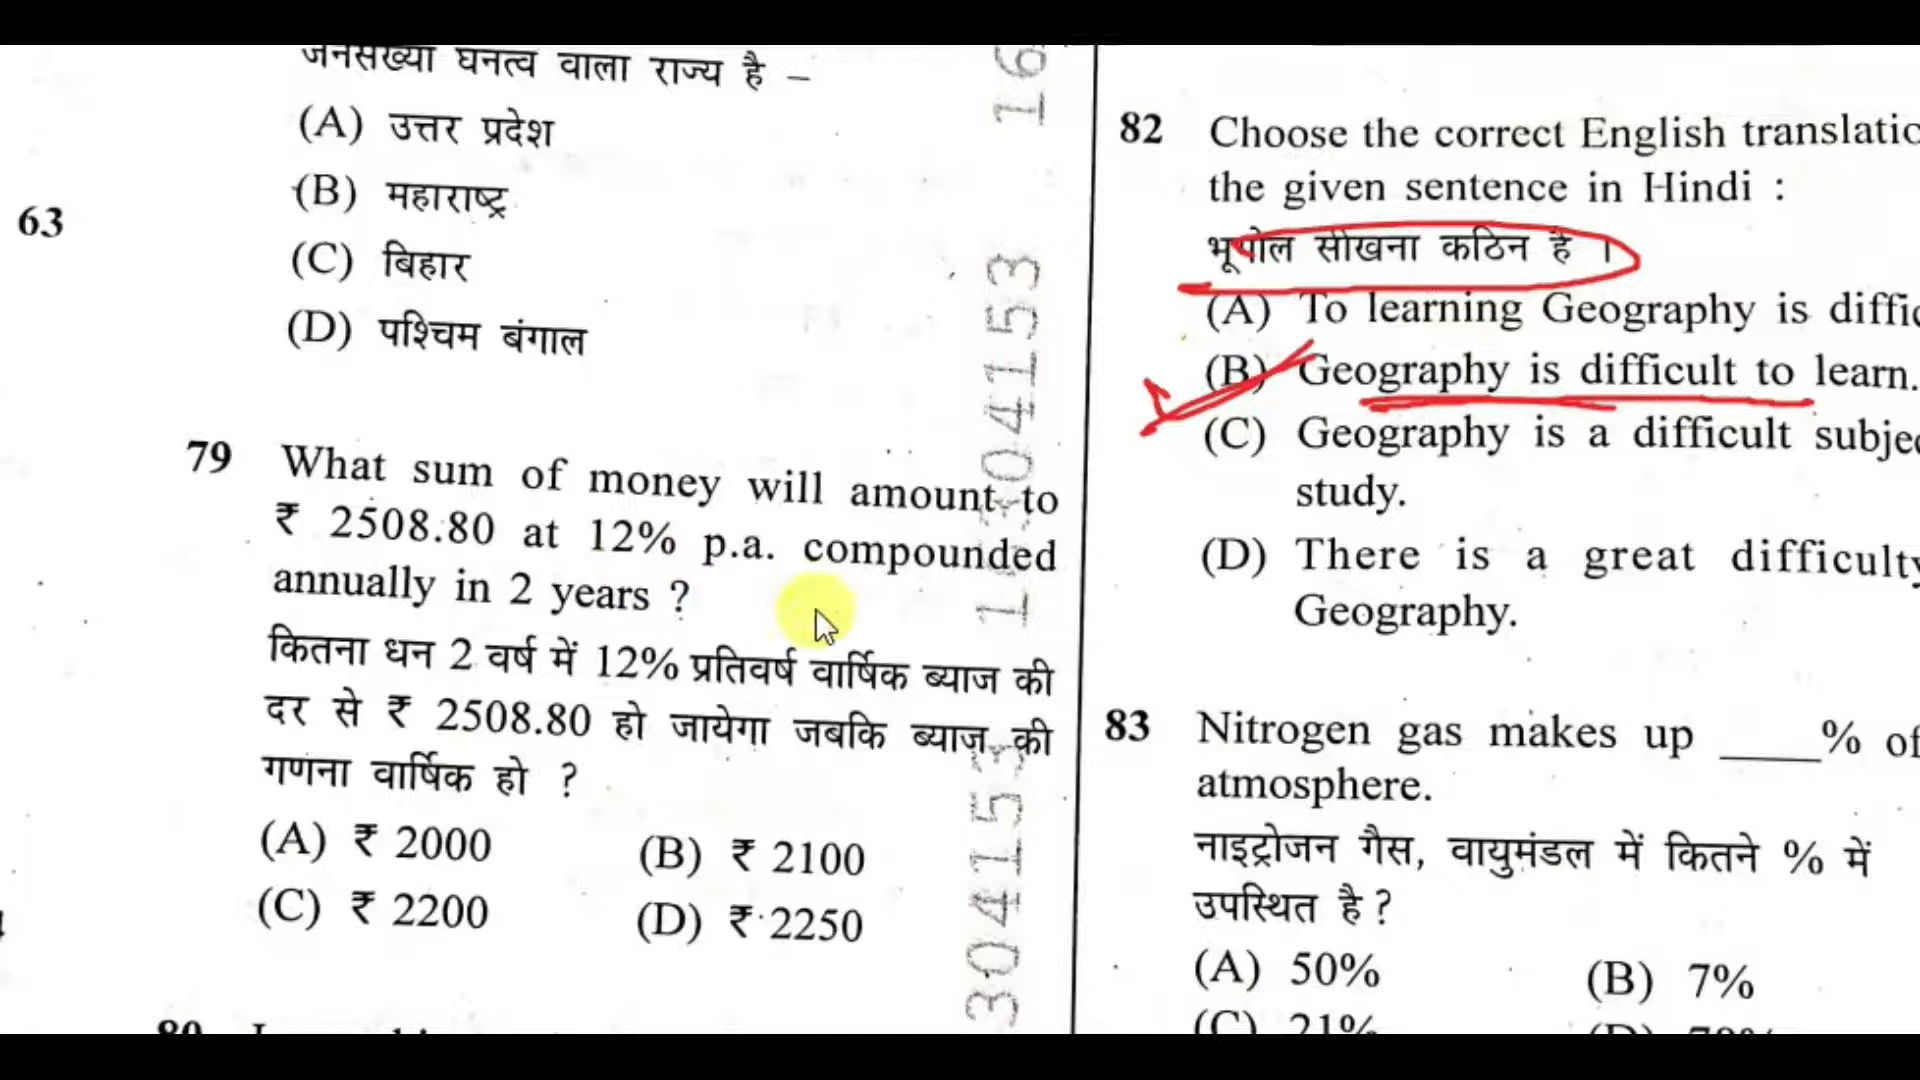 जनसंख्या घनत्व वाला राज्य है –
(A) उत्तर प्रदेश
(B) महाराष्ट्र
63
(C) बिहार
(D) पश्चिम बंगाल
79 What sum of money will amount to
₹ 2508.80 at 12% p.a. compounded
annually in 2 years ?
कितना धन 2 वर्ष में 12% प्रतिवर्ष वार्षिक ब्याज की
दर से ₹ 2508.80 हो जायेगा जबकि ब्याज की
गणना वार्षिक हो ?
(A) ₹ 2000 (B) ₹ 2100
(C) ₹ 2200 (D) ₹ 2250
16
16304153
304153
82 Choose the correct English
the given sentence in Hindi :
भूगोल सीखना कठिन है ।
(A) To learning Geography is
(B) Geography is difficult to learn.
(C) Geography is a difficult
study.
(D) There is a great difficulty
Geography.
83 Nitrogen gas makes up ____% of
atmosphere.
नाइट्रोजन गैस, वायुमंडल में कितने % में
उपस्थित है ?
(A) 50% (B) 7%
(C) 21%